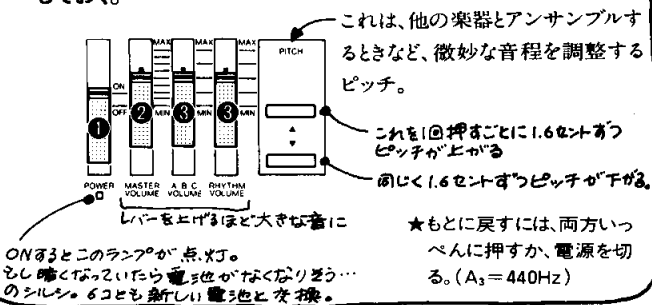 しておく。
これは、他の楽器とアンサンブルす
るときなど、微妙な音程を調整する
ピッチ。
MAX MAX MAX
PITCH
ON
OFF
MIN MIN MIN
1 2 3 3
これを1回押すごとに1.6セントずつ
ピッチが上がる
同じく1.6セントずつピッチが下がる。
POWER
MASTER VOLUME
A B C VOLUME
RHYTHM VOLUME
レバーを上げるほど大きな音に
★もとに戻すには、両方いっ
ぺんに押すか、電源を切
る。(A₃=440Hz)
ONするとこのランプが点灯。
もし暗くなっていたら電池がなくなりそう…
のシルシ。6コとも新しい電池と交換。